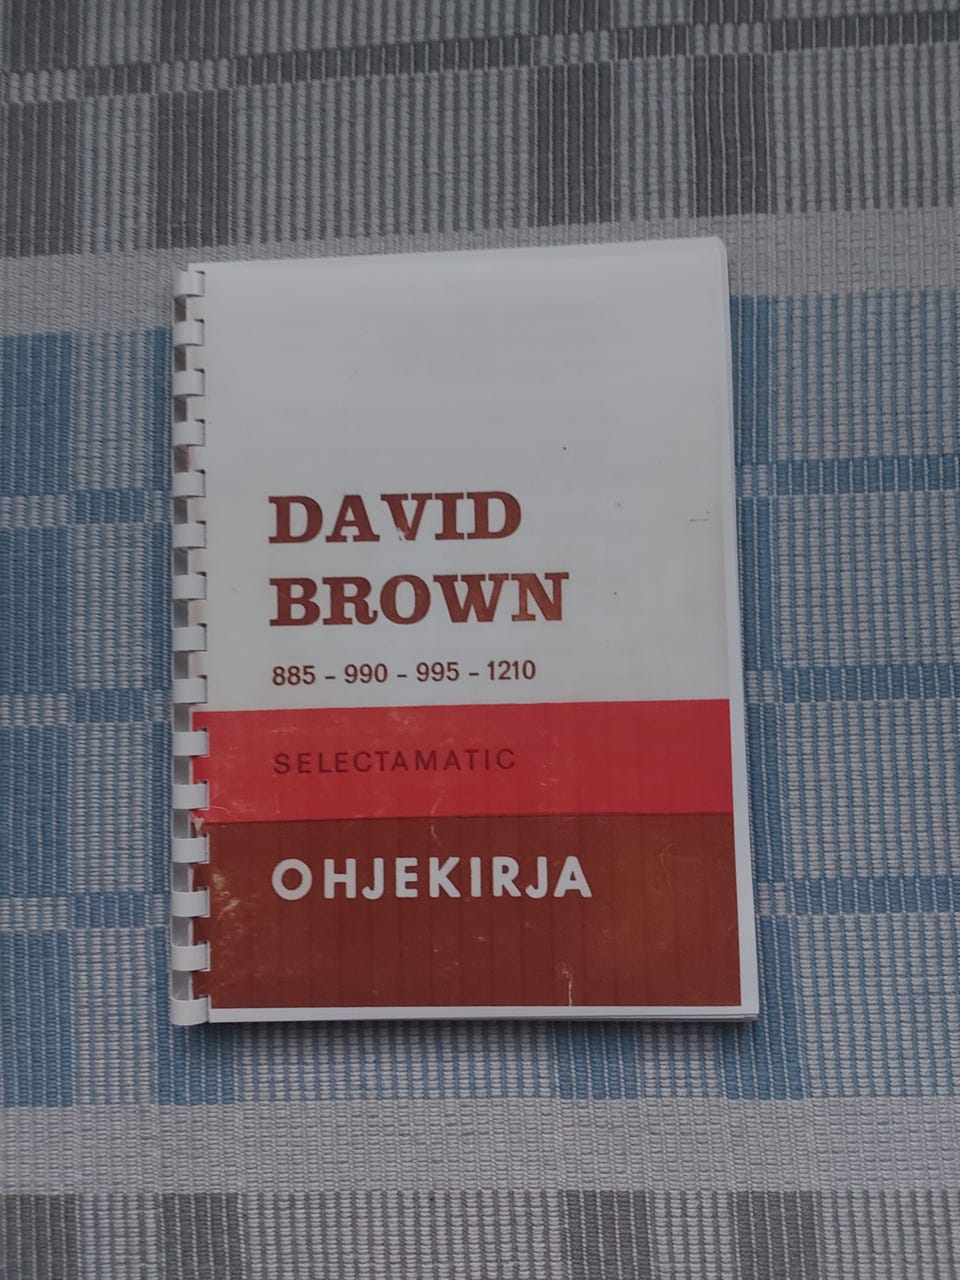 DAVID
BROWN
885 – 990 – 995 – 1210
SELECTAMATIC
OHJEKIRJA